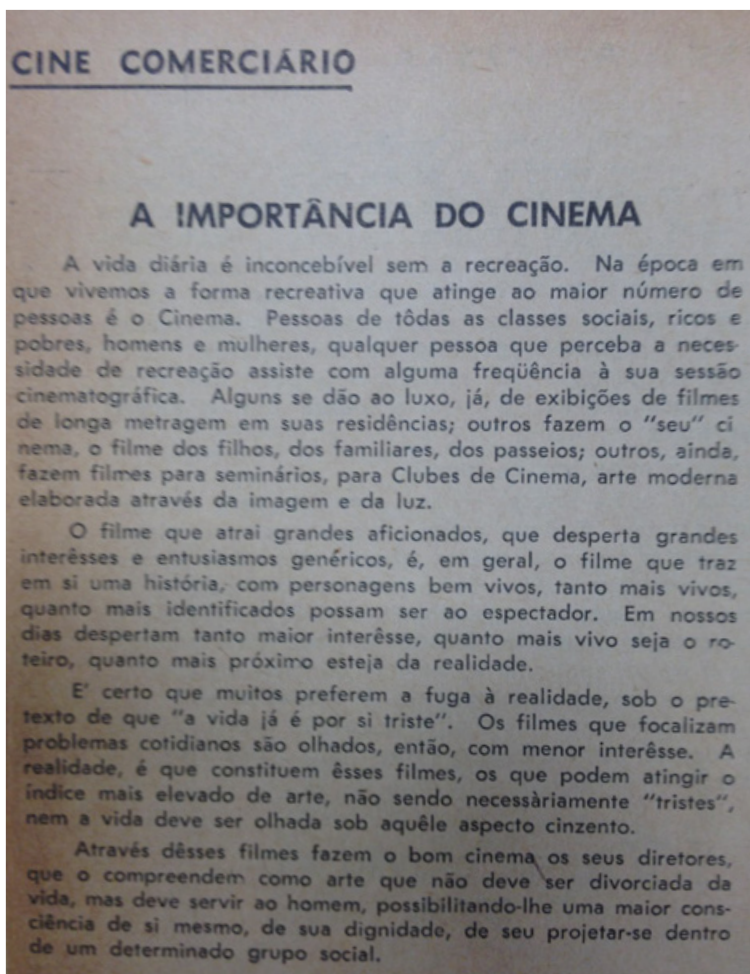 CINE COMERCIÁRIO
A IMPORTÂNCIA DO CINEMA
A vida diária é inconcebível sem a recreação. Na época em
que vivemos a forma recreativa que atinge ao maior número de
pessoas é o Cinema. Pessoas de tôdas as classes sociais, ricos e
pobres, homens e mulheres, qualquer pessoa que perceba a neces-
sidade de recreação assiste com alguma freqüência à sua sessão
cinematográfica. Alguns se dão ao luxo, já, de exibições de filmes
de longa metragem em suas residências; outros fazem o "seu" ci
nema, o filme dos filhos, dos familiares, dos passeios; outros, ainda,
fazem filmes para seminários, para Clubes de Cinema, arte moderna
elaborada através da imagem e da luz.
O filme que atrai grandes aficionados, que desperta grandes
interêsses e entusiasmos genéricos, é, em geral, o filme que traz
em si uma história, com personagens bem vivos, tanto mais vivos,
quanto mais identificados possam ser ao espectador. Em nossos
dias despertam tanto maior interêsse, quanto mais vivo seja o ro-
teiro, quanto mais próximo esteja da realidade.
E' certo que muitos preferem a fuga à realidade, sob o pre-
texto de que "a vida já é por si triste". Os filmes que focalizam
problemas cotidianos são olhados, então, com menor interêsse. A
realidade, é que constituem êsses filmes, os que podem atingir o
índice mais elevado de arte, não sendo necessàriamente "tristes",
nem a vida deve ser olhada sob aquêle aspecto cinzento.
Através dêsses filmes fazem o bom cinema os seus diretores,
que o compreendem como arte que não deve ser divorciada da
vida, mas deve servir ao homem, possibilitando-lhe uma maior cons-
ciência de si mesmo, de sua dignidade, de seu projetar-se dentro
de um determinado grupo social.